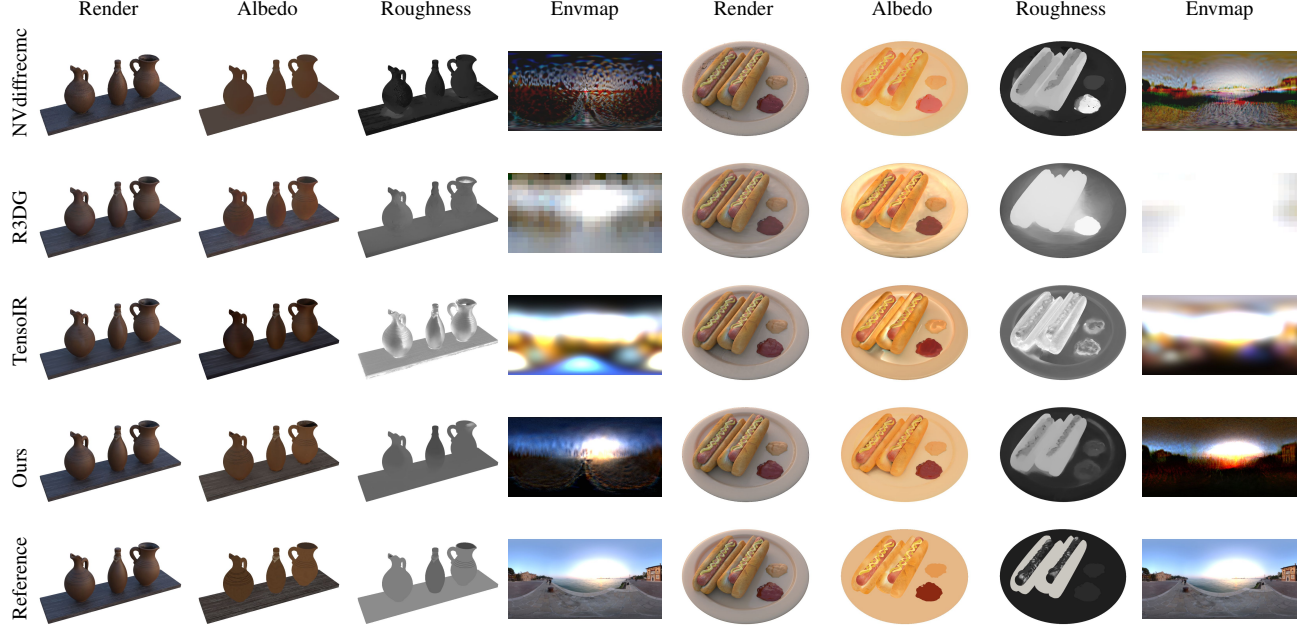 Render Albedo Roughness Envmap Render Albedo Roughness Envmap
NVdiffrecmc
R3DG
TensoIR
Ours
Reference